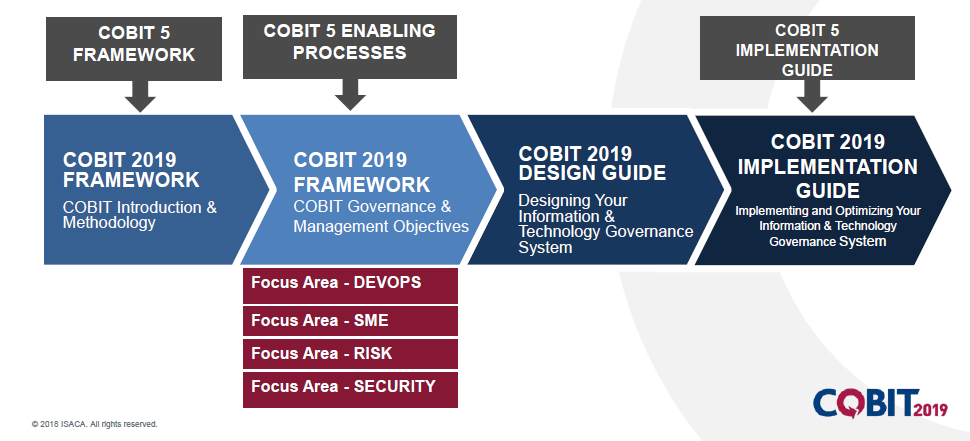 COBIT 5
FRAMEWORK
COBIT 5 ENABLING
PROCESSES
COBIT 5
IMPLEMENTATION
GUIDE
COBIT 2019
FRAMEWORK
COBIT Introduction &
Methodology
COBIT 2019
FRAMEWORK
COBIT Governance &
Management Objectives
COBIT 2019
DESIGN GUIDE
Designing Your
Information &
Technology Governance
System
COBIT 2019
IMPLEMENTATION
GUIDE
Implementing and Optimizing Your
Information & Technology
Governance System
Focus Area - DEVOPS
Focus Area - SME
Focus Area - RISK
Focus Area - SECURITY
© 2018 ISACA. All rights reserved.
COBIT 2019